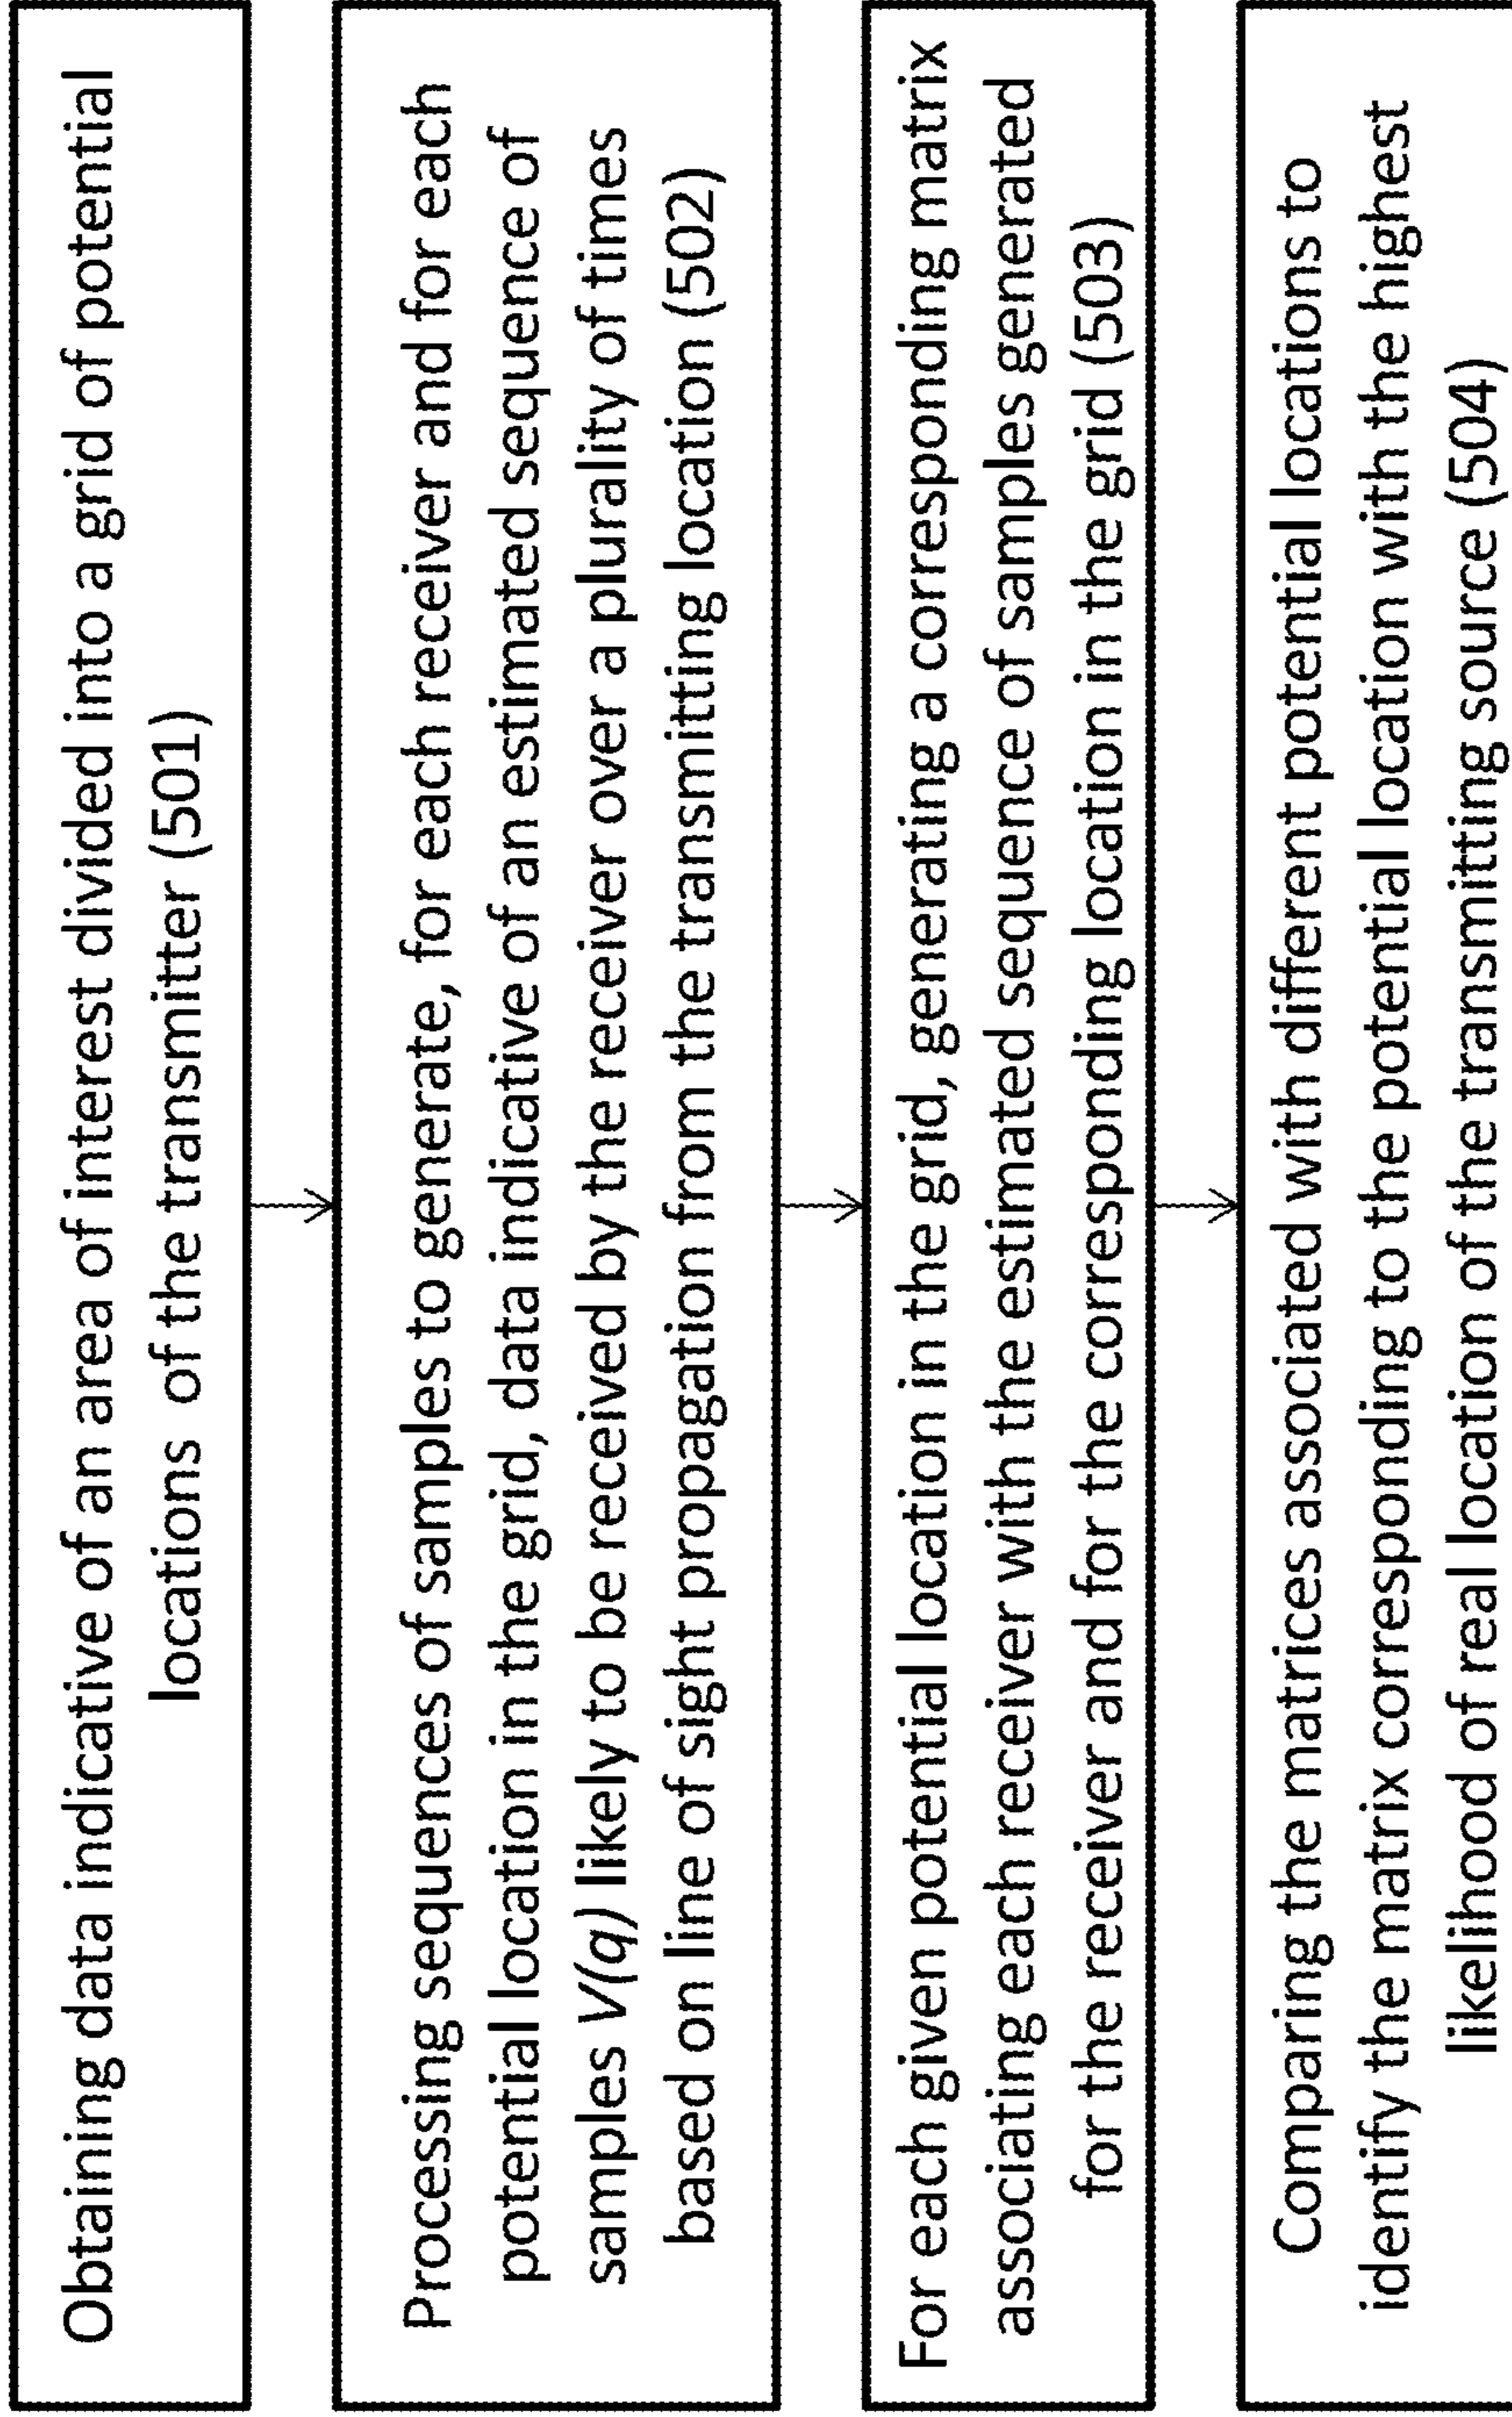 Obtaining data indicative of an area of interest divided into a grid of potential
locations of the transmitter (501)
Processing sequences of samples to generate, for each receiver and for each
potential location in the grid, data indicative of an estimated sequence of
samples V(q) likely to be received by the receiver over a plurality of times
based on line of sight propagation from the transmitting location (502)
For each given potential location in the grid, generating a corresponding matrix
associating each receiver with the estimated sequence of samples generated
for the receiver and for the corresponding location in the grid (503)
Comparing the matrices associated with different potential locations to
identify the matrix corresponding to the potential location with the highest
likelihood of real location of the transmitting source (504)